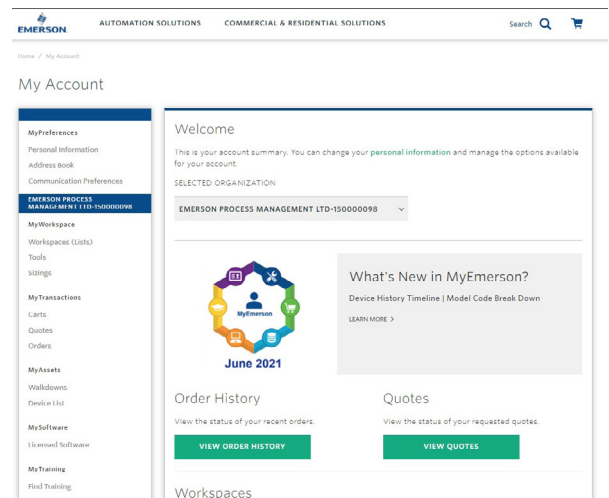 EMERSON
AUTOMATION SOLUTIONS
COMMERCIAL & RESIDENTIAL SOLUTIONS
Search
Home / My Account
My Account
MyPreferences
Personal Information
Address Book
Communication Preferences
EMERSON PROCESS
MANAGEMENT LTD-150000098
MyWorkspace
Workspaces (Lists)
Tools
Sizings
MyTransactions
Carts
Quotes
Orders
MyAssets
Walkdowns
Device List
MySoftware
Licensed Software
MyTraining
Find Training
Welcome
This is your account summary. You can change your personal information and manage the options available
for your account.
SELECTED ORGANIZATION
EMERSON PROCESS MANAGEMENT LTD-150000098
MyEmerson
June 2021
What's New in MyEmerson?
Device History Timeline | Model Code Break Down
LEARN MORE >
Order History
View the status of your recent orders.
VIEW ORDER HISTORY
Quotes
View the status of your requested quotes.
VIEW QUOTES
Workspaces